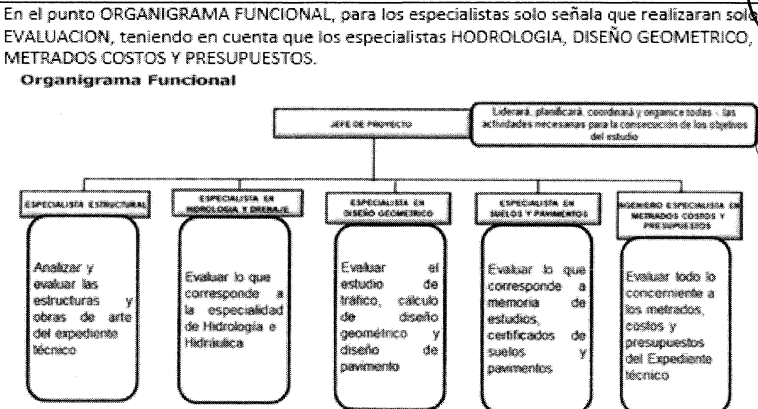 En el punto ORGANIGRAMA FUNCIONAL, para los especialistas solo señala que realizaran solo
EVALUACION, teniendo en cuenta que los especialistas HODROLOGIA, DISEÑO GEOMETRICO,
METRADOS COSTOS Y PRESUPUESTOS.
Organigrama Funcional
JEFE DE PROYECTO
Liderará, planificará, coordinará y organice todas - las
actividades necesarias para la consecución de los objetivos
del estudio
ESPECIALISTA ESTRUCTURAL
Analizar y
evaluar las
estructuras y
obras de arte
del expediente
técnico
ESPECIALISTA EN
HIDROLOGIA Y DRENAJE
Evaluar lo que
corresponde a
la especialidad
de Hidrología e
Hidráulica
ESPECIALISTA EN
DISEÑO GEOMETRICO
Evaluar el
estudio de
tráfico, cálculo
de diseño
geométrico y
diseño de
pavimento
ESPECIALISTA EN
SUELOS Y PAVIMENTOS
Evaluar lo que
corresponde a
memoria de
estudios,
certificados de
suelos y
pavimentos
INGENIERO ESPECIALISTA EN
METRADOS COSTOS Y
PRESUPUESTOS
Evaluar todo lo
concerniente a
los metrados,
costos y
presupuestos
del Expediente
técnico